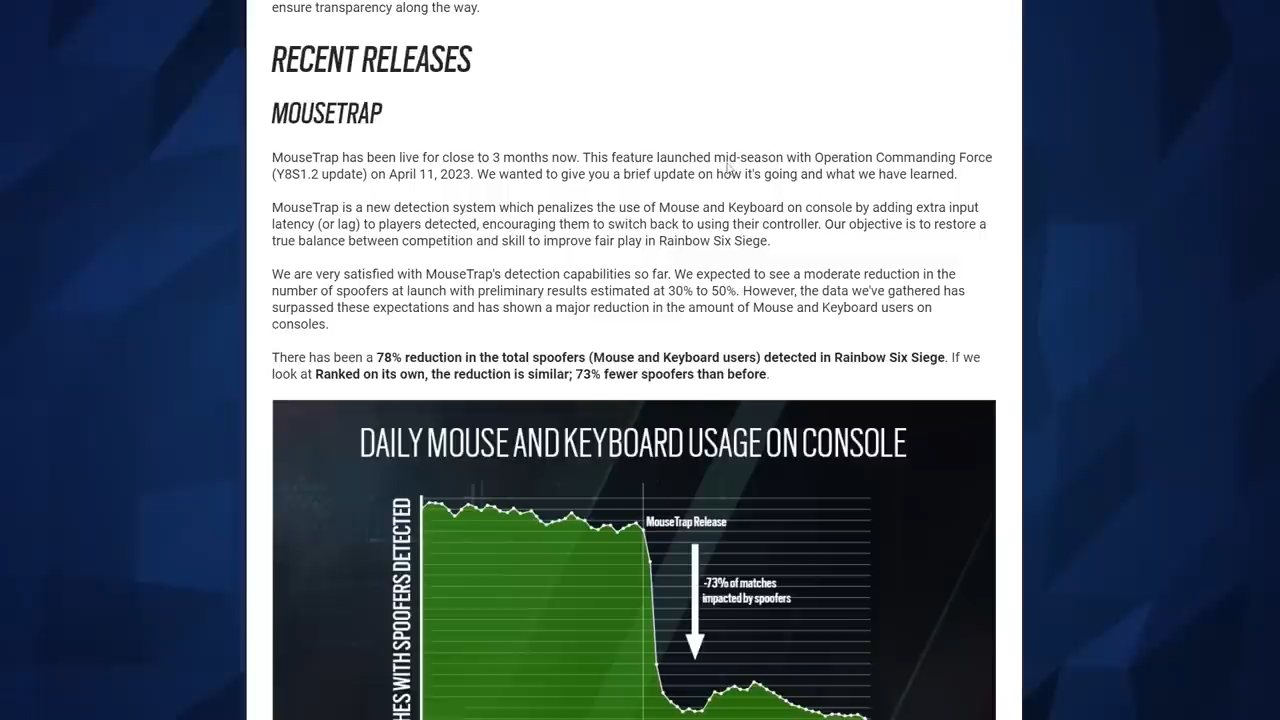 ensure transparency along the way.
RECENT RELEASES
MOUSETRAP
MouseTrap has been live for close to 3 months now. This feature launched mid-season with Operation Commanding Force
(Y8S1.2 update) on April 11, 2023. We wanted to give you a brief update on how it's going and what we have learned.
MouseTrap is a new detection system which penalizes the use of Mouse and Keyboard on console by adding extra input
latency (or lag) to players detected, encouraging them to switch back to using their controller. Our objective is to restore a
true balance between competition and skill to improve fair play in Rainbow Six Siege.
We are very satisfied with MouseTrap's detection capabilities so far. We expected to see a moderate reduction in the
number of spoofers at launch with preliminary results estimated at 30% to 50%. However, the data we've gathered has
surpassed these expectations and has shown a major reduction in the amount of Mouse and Keyboard users on
consoles.
There has been a 78% reduction in the total spoofers (Mouse and Keyboard users) detected in Rainbow Six Siege. If we
look at Ranked on its own, the reduction is similar; 73% fewer spoofers than before.
DAILY MOUSE AND KEYBOARD USAGE ON CONSOLE
HES WITH SPOOFERS DETECTED
MouseTrap Release
-73% of matches
impacted by spoofers